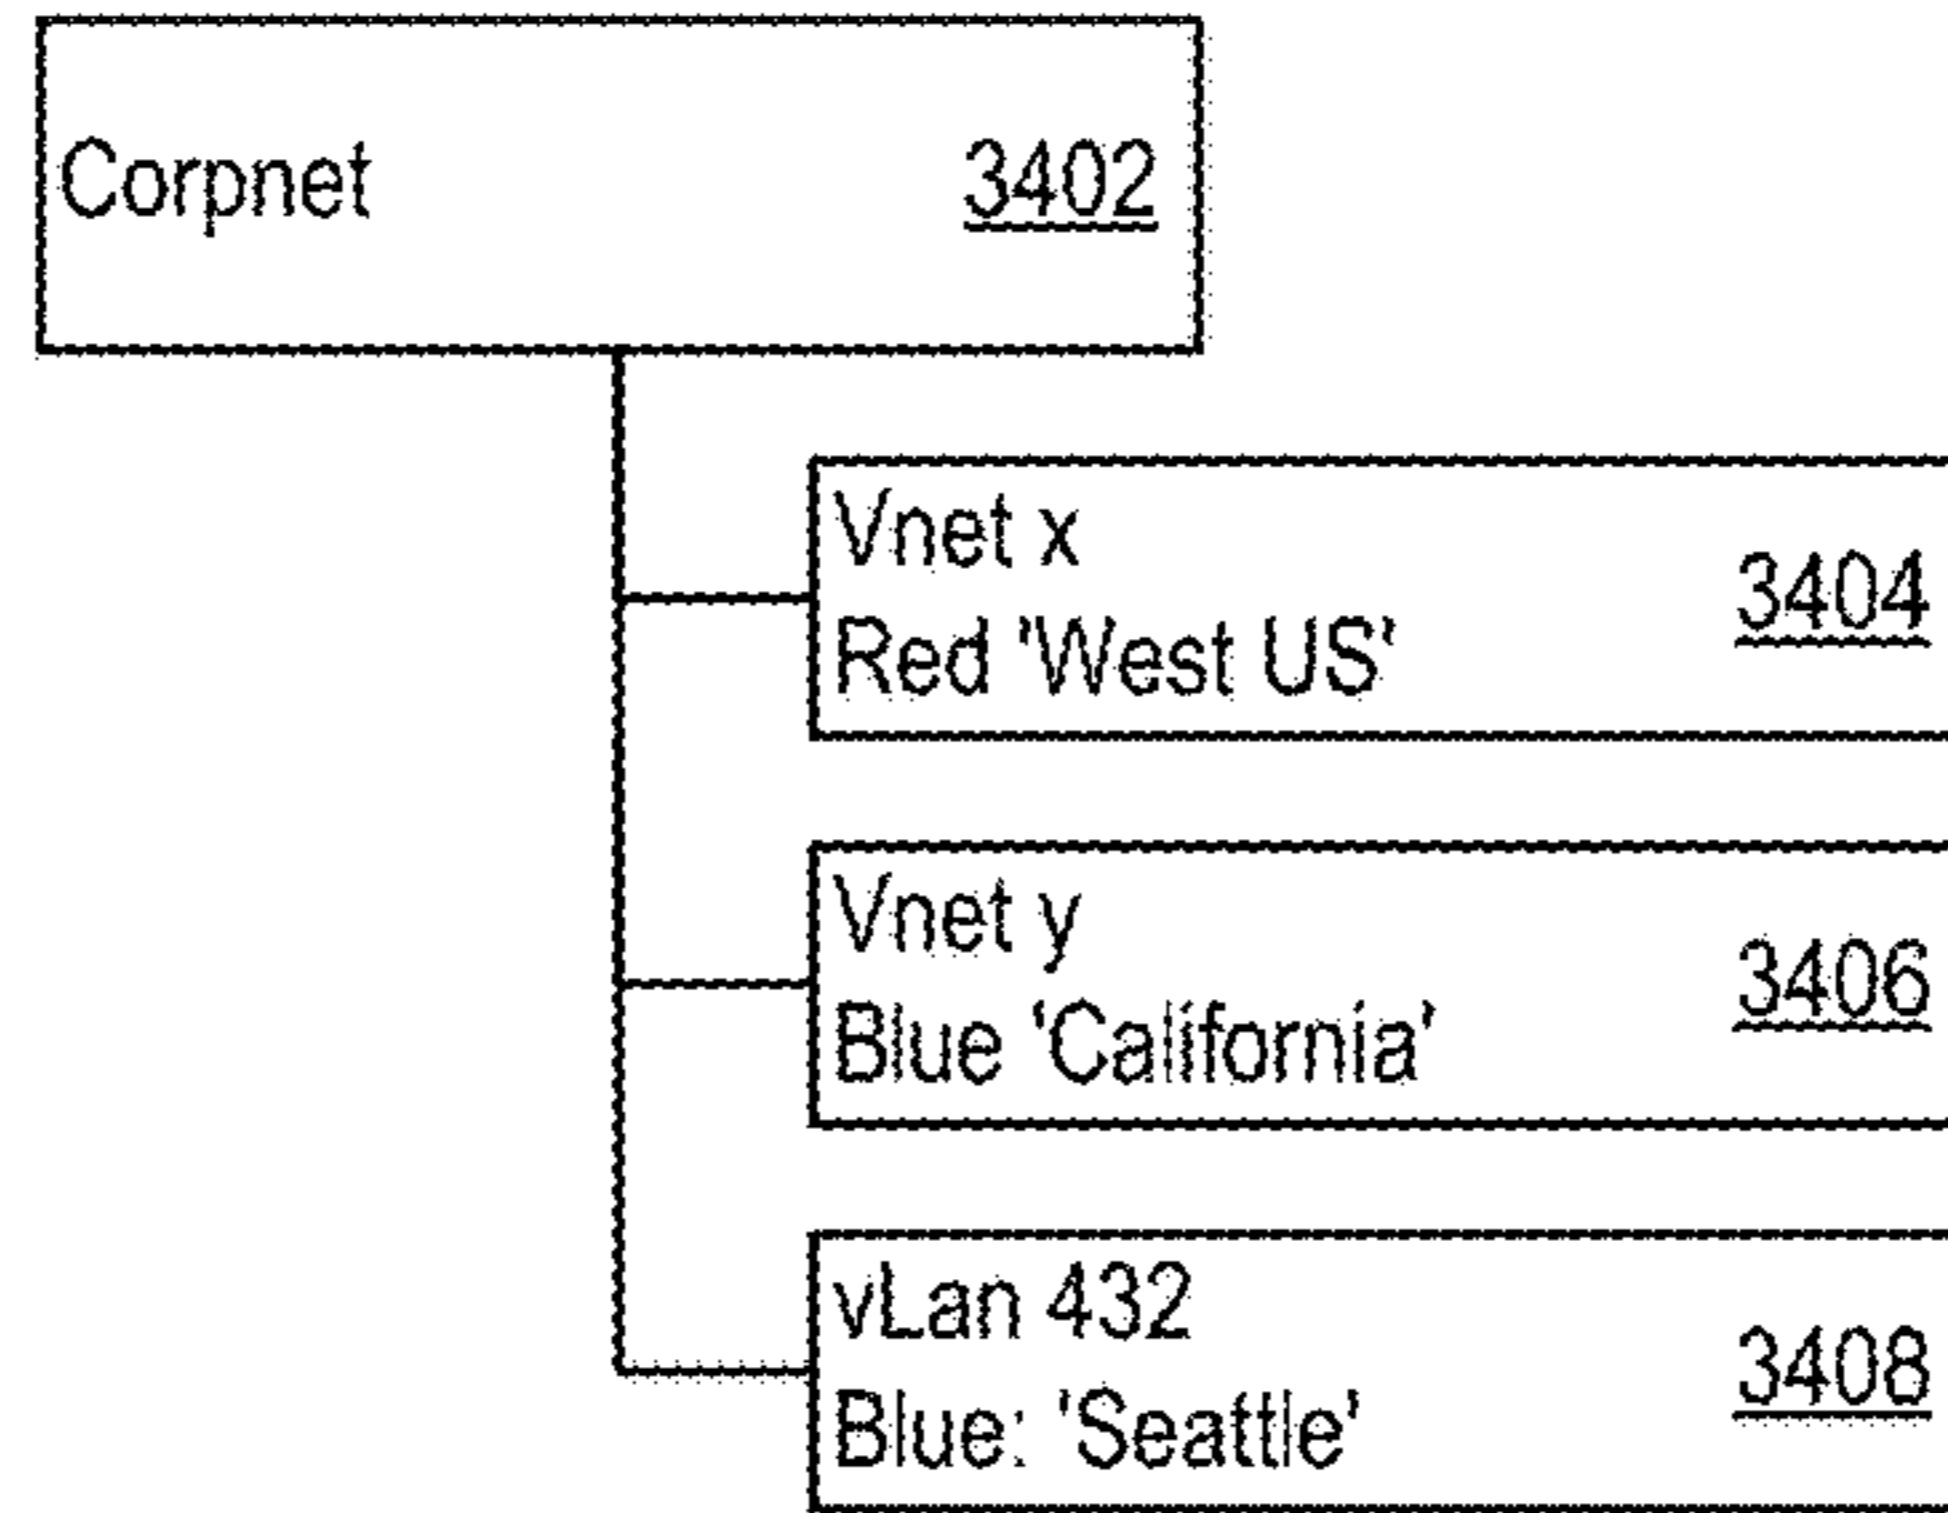 Corpnet 3402
Vnet x
Red 'West US' 3404
Vnet y
Blue 'California' 3406
vLan 432
Blue: 'Seattle' 3408